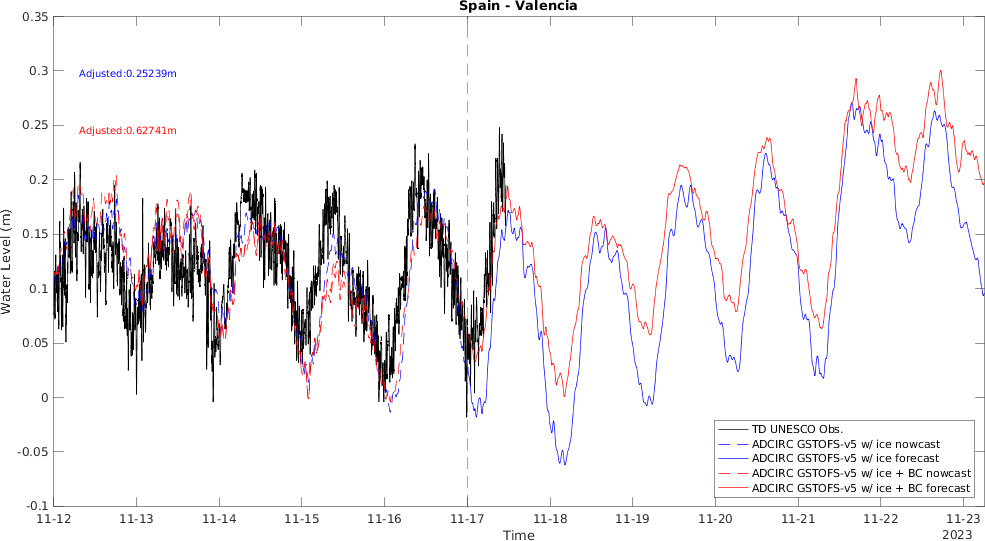 Spain - Valencia
0.35
0.3
0.25
0.2
0.15
0.1
0.05
0
-0.05
-0.1
Water Level (m)
Adjusted:0.25239m
Adjusted:0.62741m
TD UNESCO Obs.
ADCIRC GSTOFS-v5 w/ ice nowcast
ADCIRC GSTOFS-v5 w/ ice forecast
ADCIRC GSTOFS-v5 w/ ice + BC nowcast
ADCIRC GSTOFS-v5 w/ ice + BC forecast
11-12 11-13 11-14 11-15 11-16 11-17 11-18 11-19 11-20 11-21 11-22 11-23
Time
2023